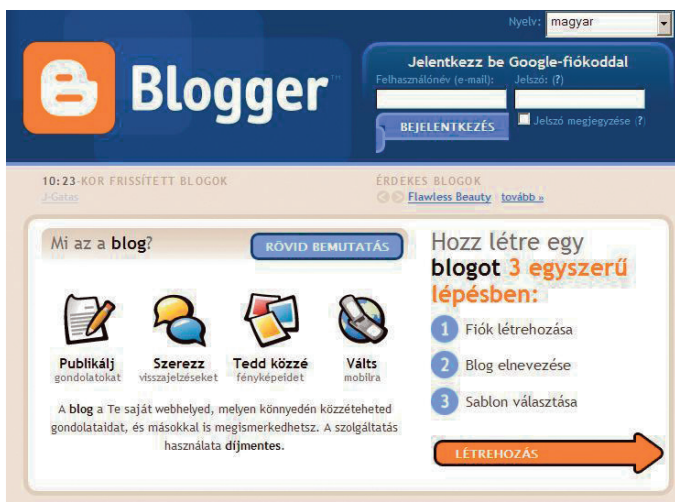 Nyelv: magyar
Blogger™
Jelentkezz be Google-fiókoddal
Felhasználónév (e-mail): Jelszó: (?)
BEJELENTKEZÉS Jelszó megjegyzése (?)
10:23-KOR FRISSÍTETT BLOGOK
J-Gatas
ÉRDEKES BLOGOK
Flawless Beauty tovább »
Mi az a blog?
RÖVID BEMUTATÁS
Publikálj
gondolatokat
Szerezz
visszajelzéseket
Tedd közzé
fényképeidet
Válts
mobilra
A blog a Te saját webhelyed, melyen könnyedén közzéteheted
gondolataidat, és másokkal is megismerkedhetsz. A szolgáltatás
használata díjmentes.
Hozz létre egy
blogot 3 egyszerű
lépésben:
1 Fiók létrehozása
2 Blog elnevezése
3 Sablon választása
LÉTREHOZÁS